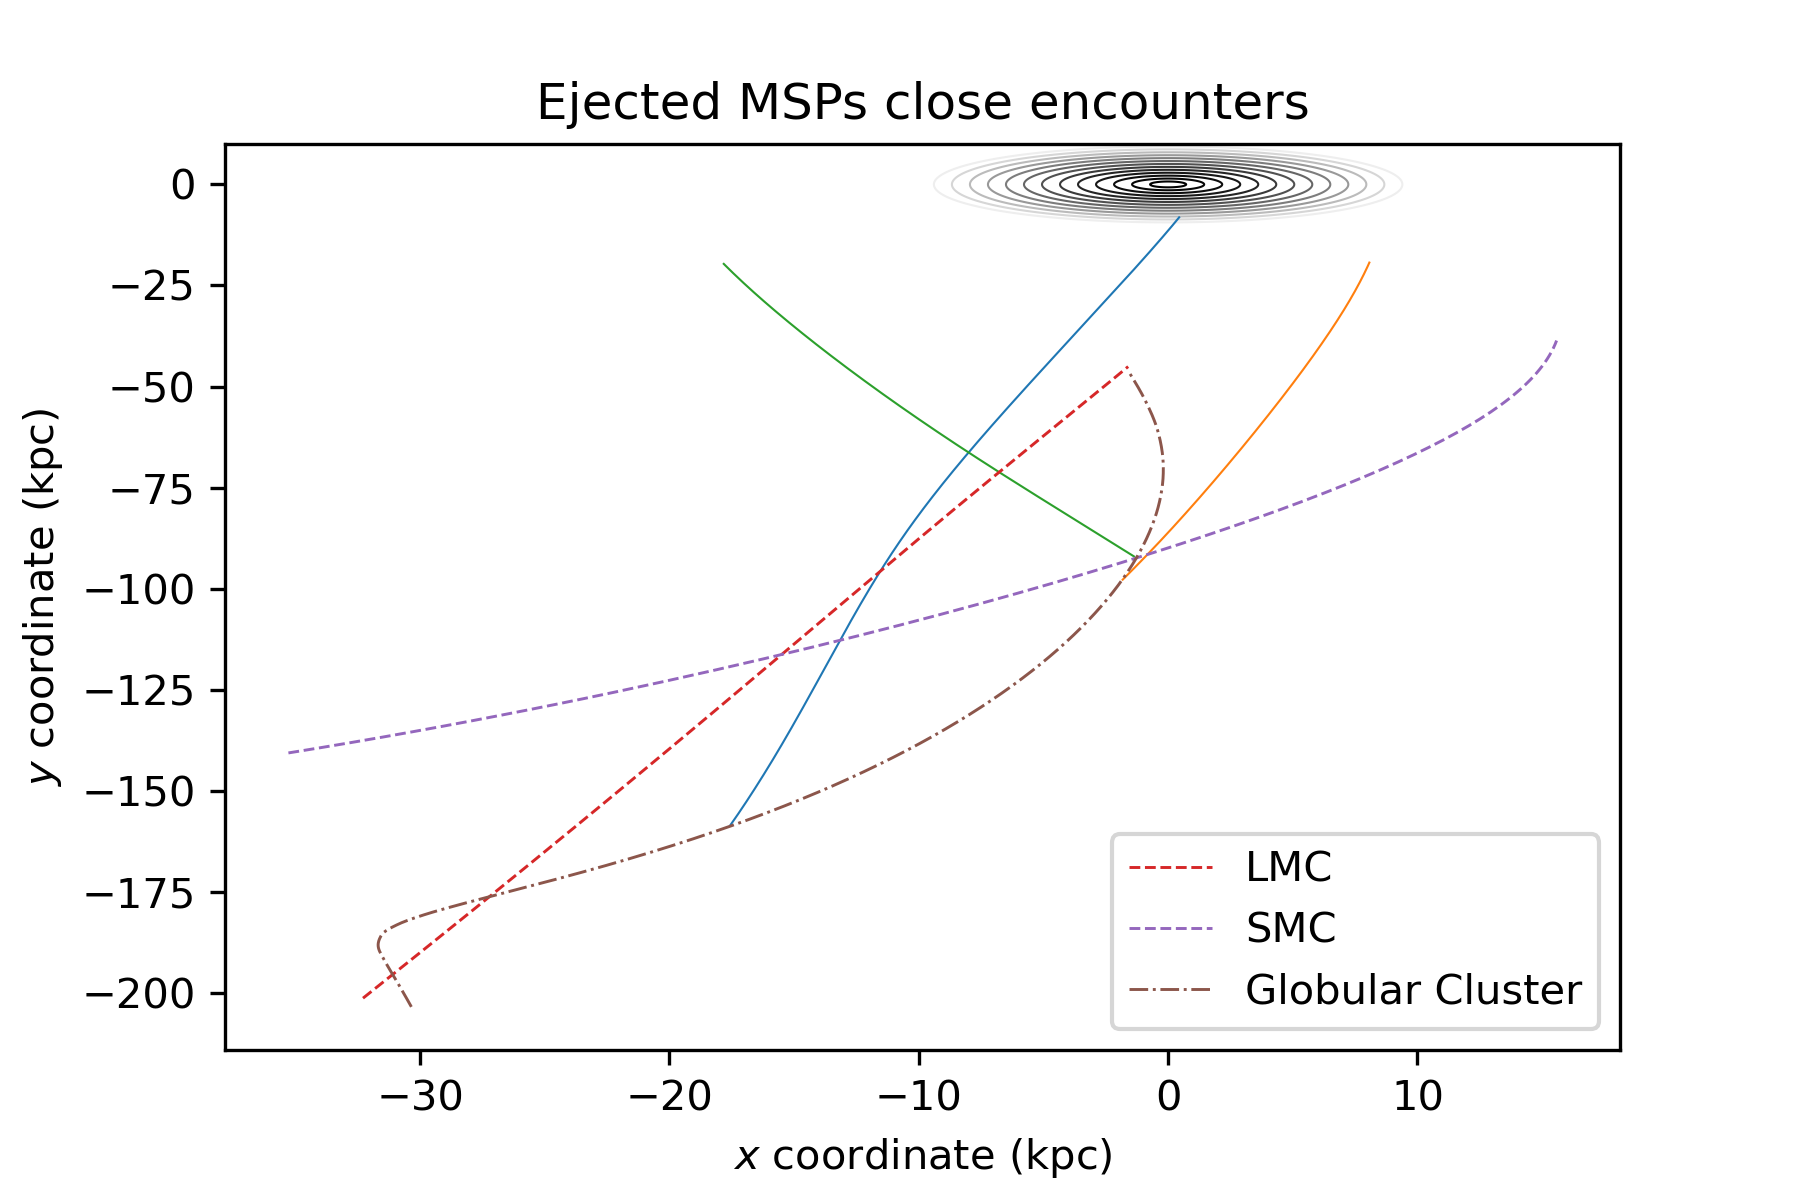 Ejected MSPs close encounters
0
−25
−50
−75
−100
−125
−150
−175
−200
y coordinate (kpc)
−30
−20
−10
0
10
x coordinate (kpc)
LMC
SMC
Globular Cluster